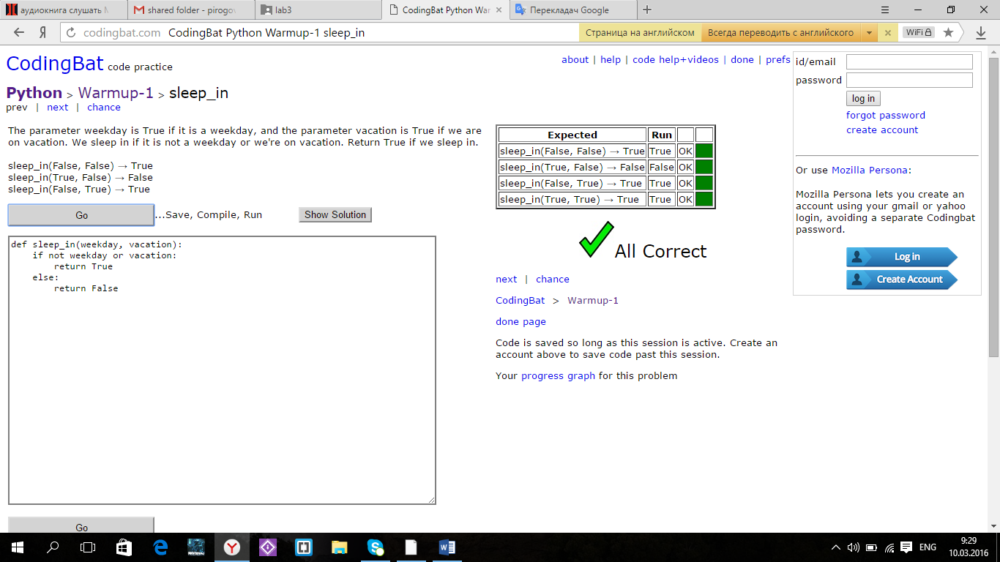 аудиокнига слушать
shared folder - pirogov
lab3
CodingBat Python War
Перекладач Google
Я
codingbat.com CodingBat Python Warmup-1 sleep_in
Страница на английском
Всегда переводить с английского
WiFi
CodingBat code practice
about | help | code help+videos | done | prefs
Python > Warmup-1 > sleep_in
prev | next | chance
The parameter weekday is True if it is a weekday, and the parameter vacation is True if we are
on vacation. We sleep in if it is not a weekday or we're on vacation. Return True if we sleep in.
sleep_in(False, False) → True
sleep_in(True, False) → False
sleep_in(False, True) → True
Go
...Save, Compile, Run
Show Solution
def sleep_in(weekday, vacation):
    if not weekday or vacation:
        return True
    else:
        return False
Go
Expected Run
sleep_in(False, False) → True True OK
sleep_in(True, False) → False False OK
sleep_in(False, True) → True True OK
sleep_in(True, True) → True True OK
All Correct
next | chance
CodingBat > Warmup-1
done page
Code is saved so long as this session is active. Create an
account above to save code past this session.
Your progress graph for this problem
id/email
password
log in
forgot password
create account
Or use Mozilla Persona:
Mozilla Persona lets you create an
account using your gmail or yahoo
login, avoiding a separate Codingbat
password.
Log in
Create Account
ENG
9:29
10.03.2016